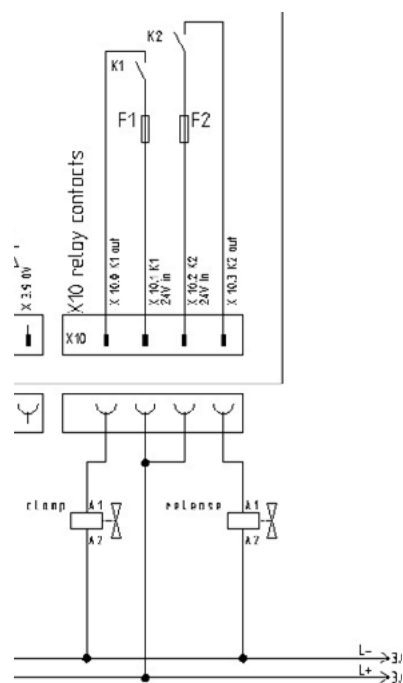 K2
K1
F1
F2
X10 relay contacts
X 3.9 0V
X 10.0 K1 out
X 10.1 K1
24V in
X 10.2 K2
24V in
X 10.3 K2 out
X10
clamp
A1
A2
release
A1
A2
L-
L+